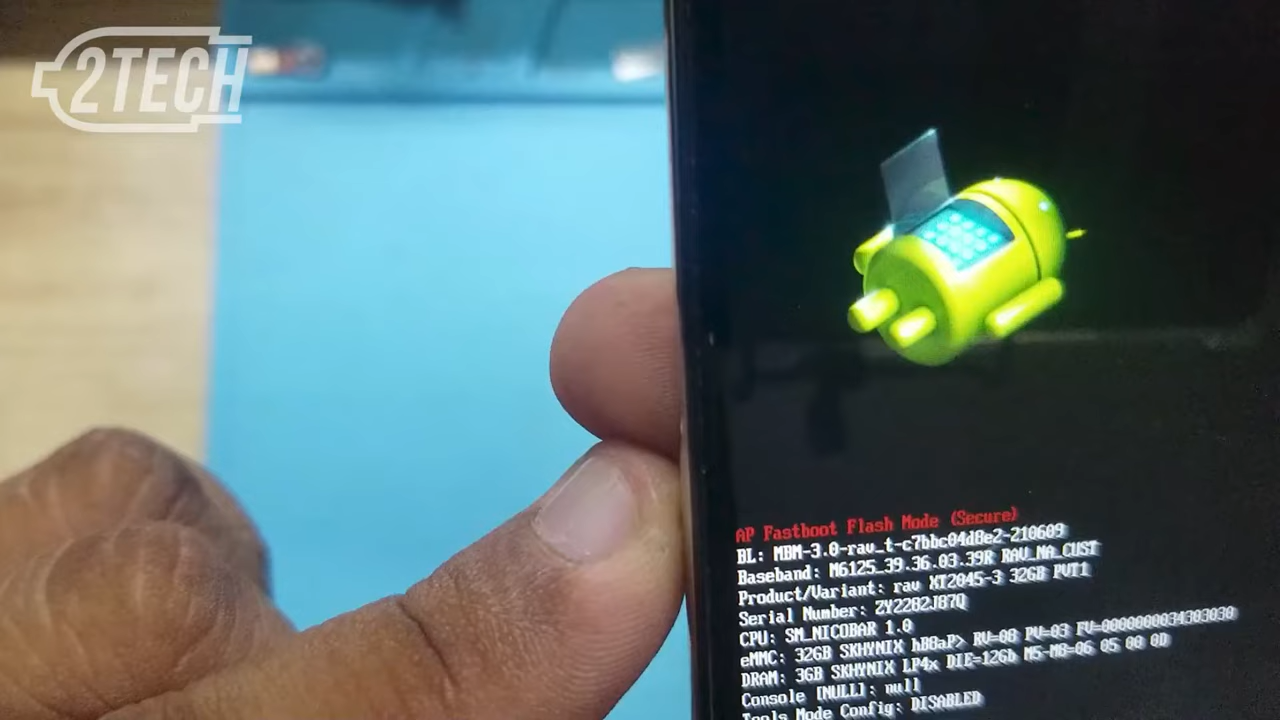 2TECH
AP Fastboot Flash Mode (Secure)
BL: MBM-3.0-rav_t-c7bbc04d8e2-210609
Baseband: M6125_39.36.03.39R RAV_NA_CUST
Product/Variant: rav XT2045-3 32GB PVT1
Serial Number: ZY2282J87Q
CPU: SM_NICOBAR 1.0
eMMC: 32GB SKHYNIX hB8aP> RV=08 PV=03 FV=0000000034303030
DRAM: 3GB SKHYNIX LP4x DIE=12Gb M5-M8=06 05 00 0D
Console [NULL]: null
Tools Mode Config: DISABLED